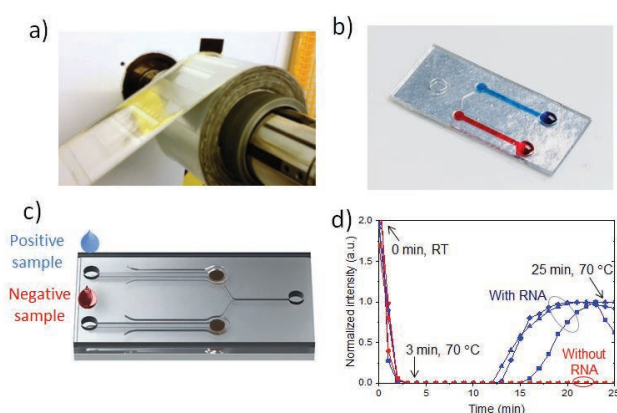 a)
b)
c)
Positive
sample
Negative
sample
d)
Normalized Intensity (a.u.)
2.0
1.5
1.0
0.5
0.0
0 min, RT
25 min, 70 °C
With RNA
3 min, 70 °C
Without
RNA
0 5 10 15 20 25
Time (min)